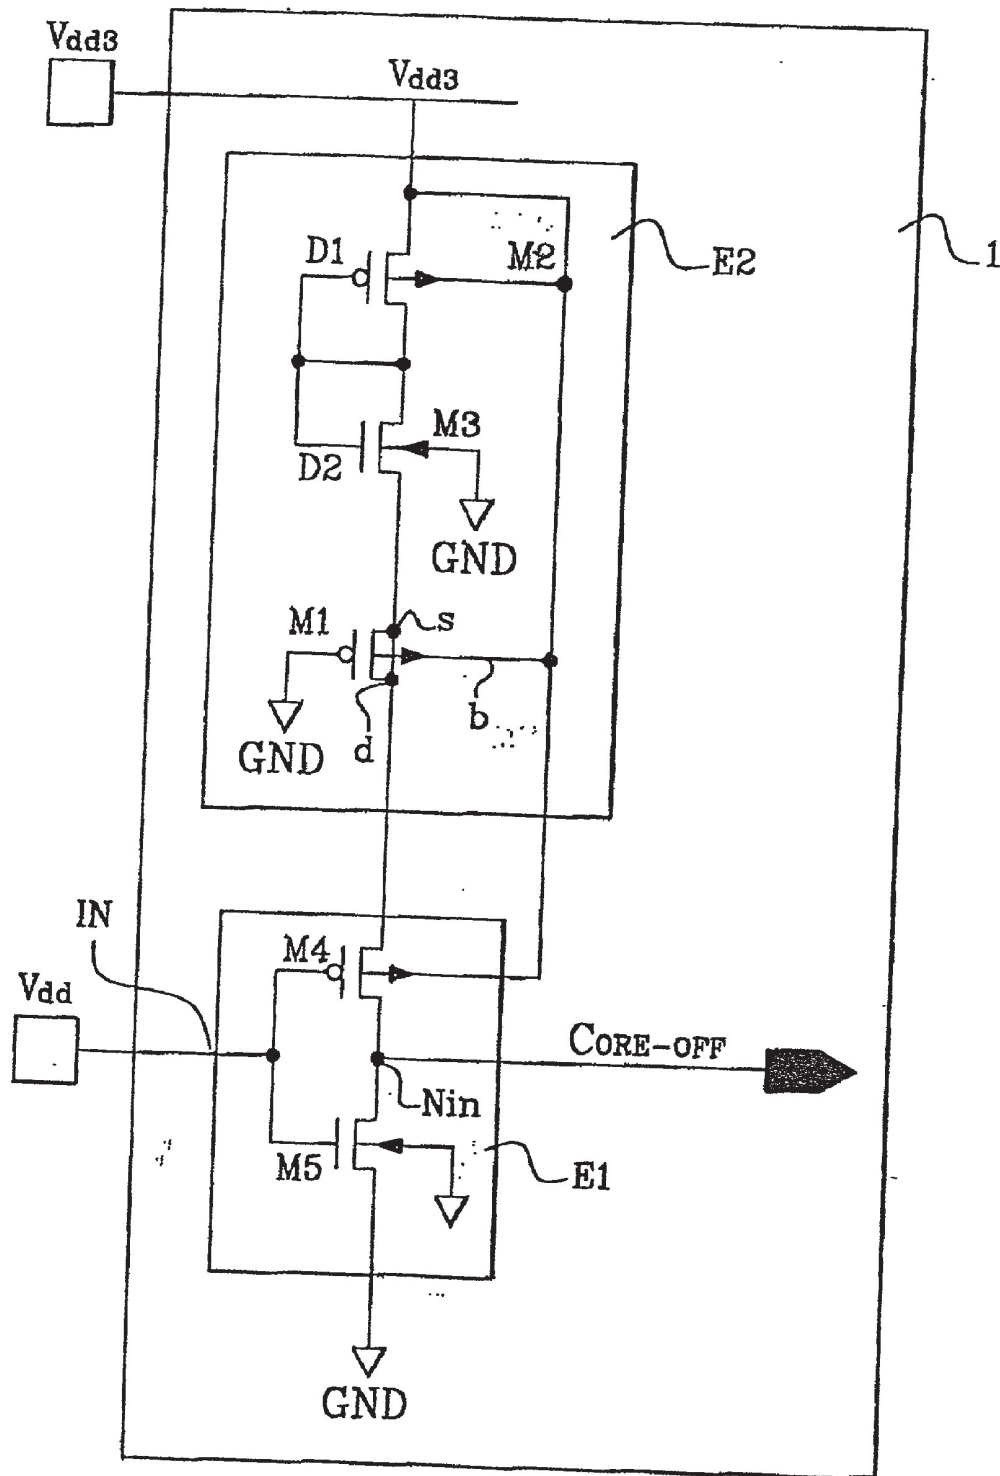 Vdd3
Vdd3
D1
M2
E2
1
M3
D2
GND
M1
s
b
d
GND
IN
M4
Vdd
CORE-OFF
Nin
M5
E1
GND